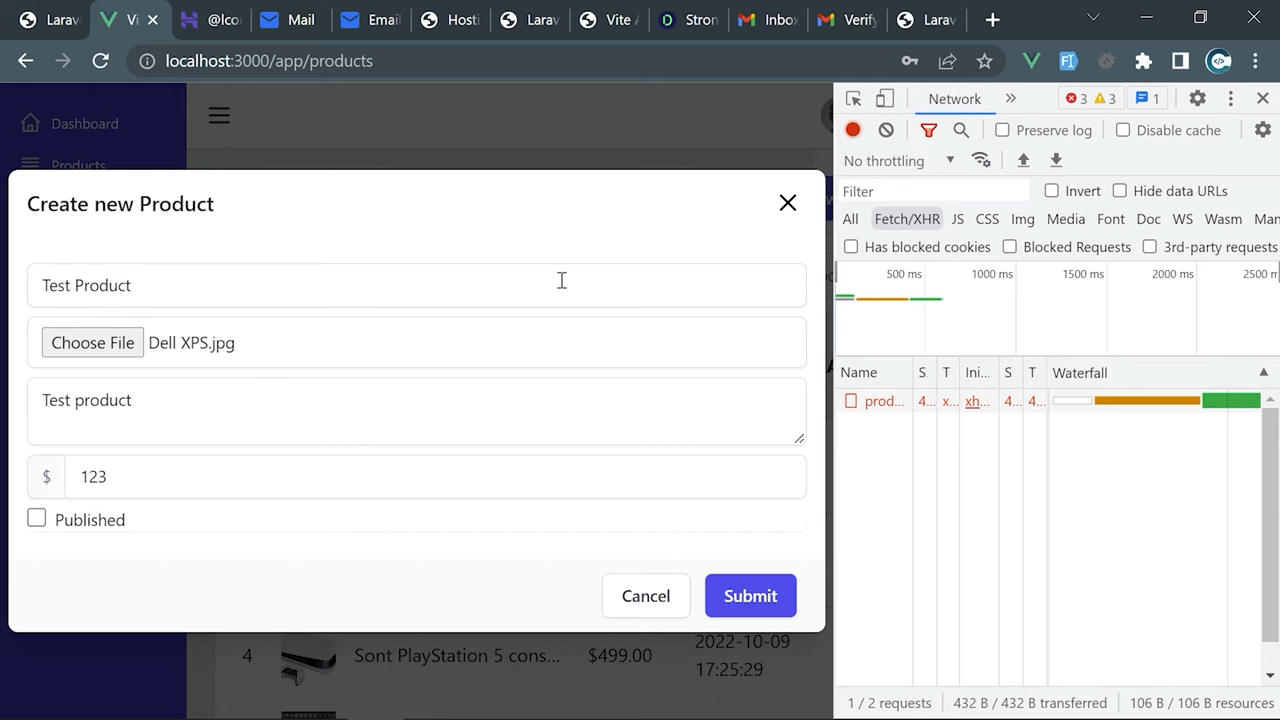 Larav
Vi
@Ico
Mail
Email
Hosti
Larav
Vite A
Stron
Inbox
Verify
Larav
localhost:3000/app/products
Dashboard
Products
Create new Product
Test Product
Choose File Dell XPS.jpg
Test product
$ 123
Published
Cancel Submit
4 Sont PlayStation 5 cons... $499.00 2022-10-09
17:25:29
Network
3 3 1
Preserve log Disable cache
No throttling
Filter Invert Hide data URLs
All Fetch/XHR JS CSS Img Media Font Doc WS Wasm Man
Has blocked cookies Blocked Requests 3rd-party requests
500 ms 1000 ms 1500 ms 2000 ms 2500 m
Name S. T Ini... S T Waterfall
prod... 4... x... xh... 4... 4...
1 / 2 requests 432 B / 432 B transferred 106 B / 106 B resources